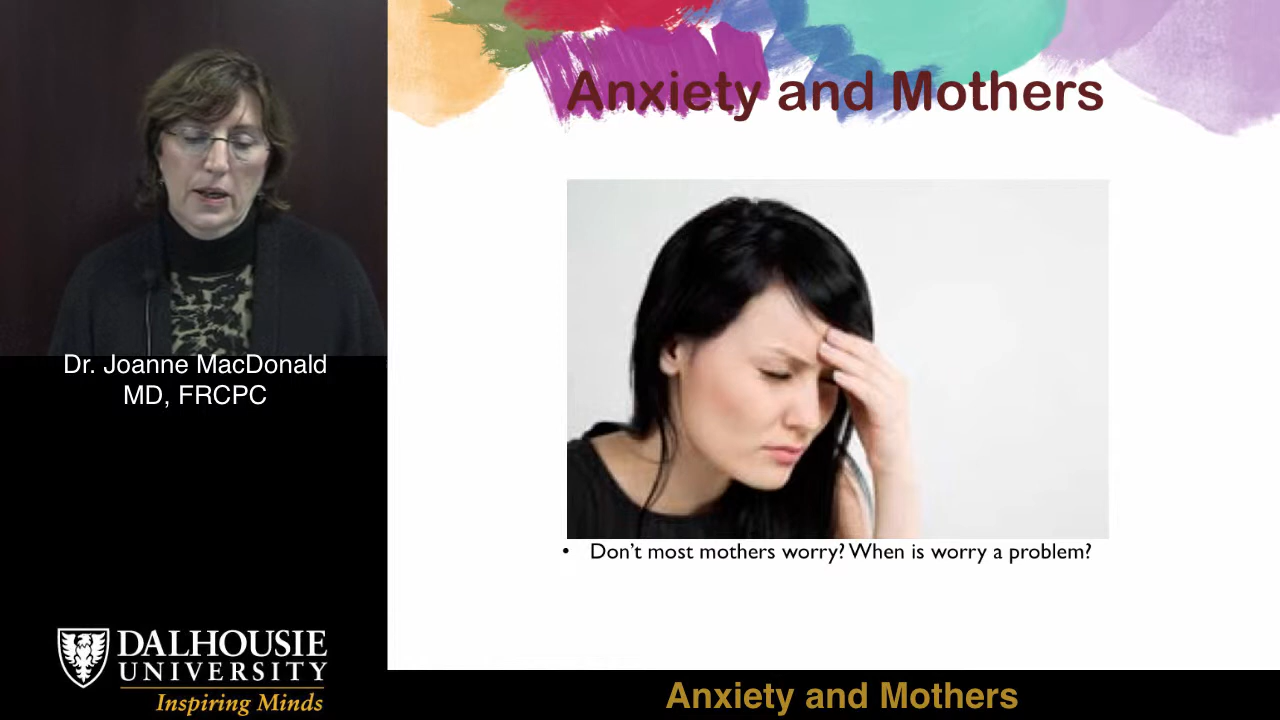 Anxiety and Mothers
Dr. Joanne MacDonald
MD, FRCPC
• Don't most mothers worry? When is worry a problem?
DALHOUSIE
UNIVERSITY
Inspiring Minds
Anxiety and Mothers